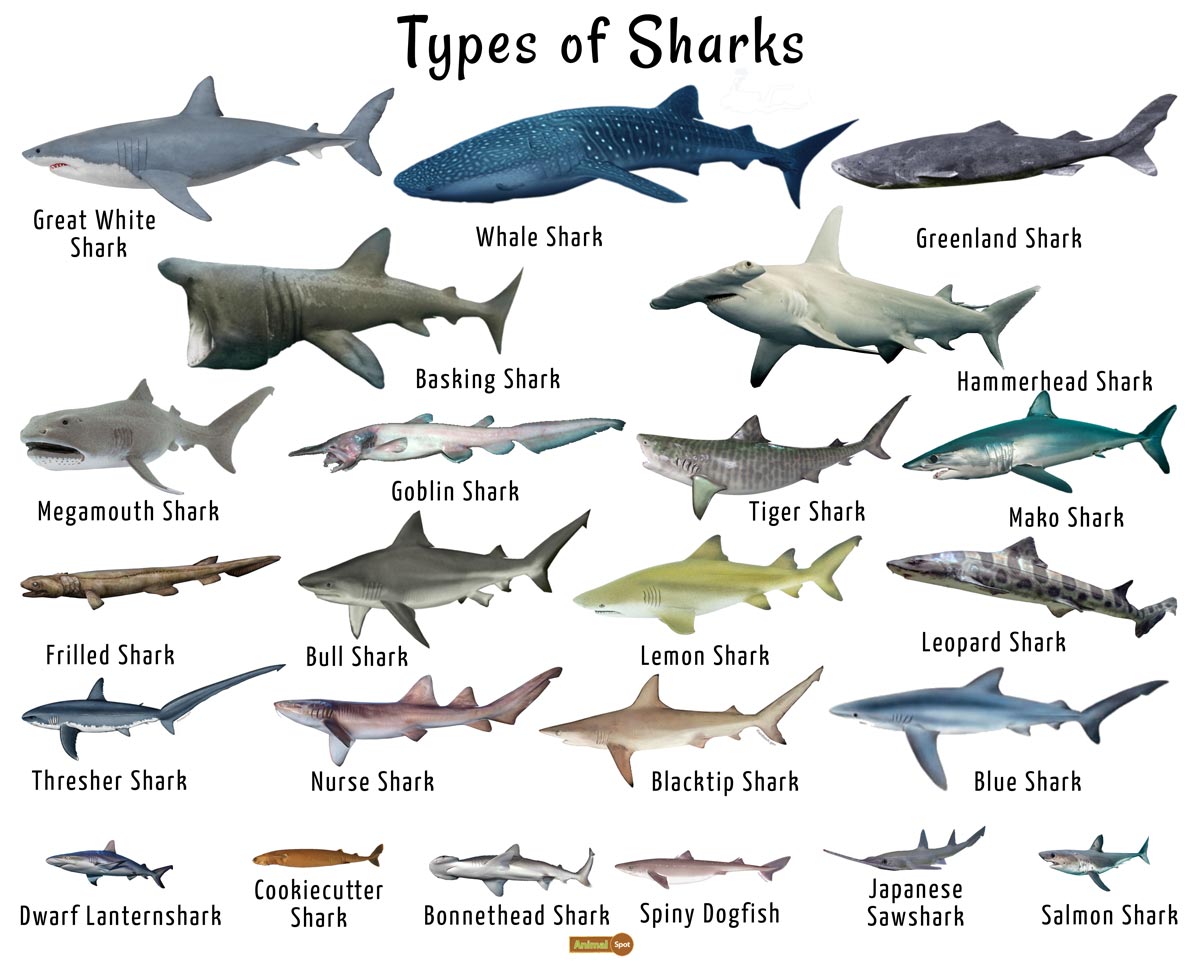 Types of Sharks
Great White
Shark
Whale Shark
Greenland Shark
Basking Shark
Hammerhead Shark
Megamouth Shark
Goblin Shark
Tiger Shark
Mako Shark
Frilled Shark
Bull Shark
Lemon Shark
Leopard Shark
Thresher Shark
Nurse Shark
Blacktip Shark
Blue Shark
Dwarf Lanternshark
Cookiecutter
Shark
Bonnethead Shark
Spiny Dogfish
Japanese
Sawshark
Salmon Shark
Animal Spot